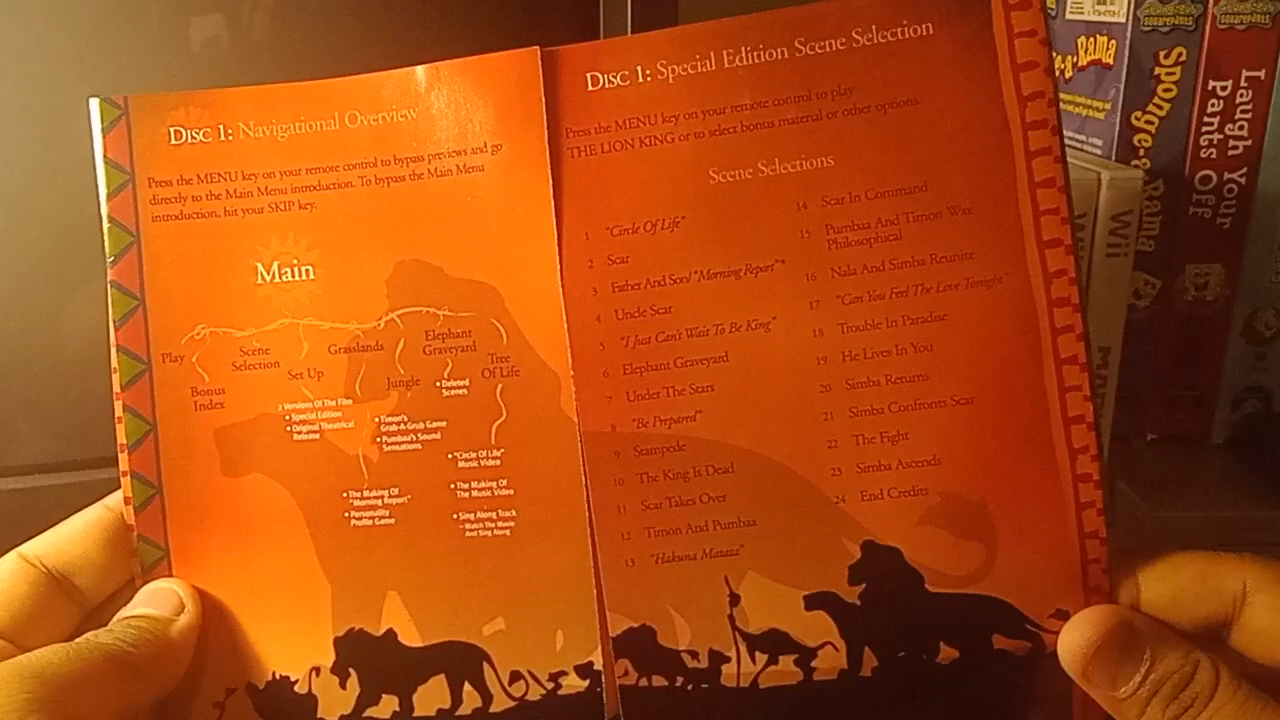 DISC 1: Navigational Overview
Press the MENU key on your remote control to bypass previews and go
directly to the Main Menu introduction. To bypass the Main Menu
introduction, hit your SKIP key.
Main
Play
Bonus
Index
Scene
Selection
Set Up
2 Versions Of The Film
• Special Edition
• Original Theatrical
Release
Grasslands
• The Making Of
"Morning Report"
• Personality
Profile Game
Jungle
• Timon's
Grab-A-Grub Game
• Pumbaa's Sound
Sensations
Elephant
Graveyard
• Deleted
Scenes
Tree
Of Life
• "Circle Of Life"
Music Video
• The Making Of
The Music Video
• Sing Along Track
– Watch The Movie
And Sing Along
DISC 1: Special Edition Scene Selection
Press the MENU key on your remote control to play
THE LION KING or to select bonus material or other options.
Scene Selections
1 "Circle Of Life"
2 Scar
3 Father And Son/"Morning Report"*
4 Uncle Scar
5 "I Just Can't Wait To Be King"
6 Elephant Graveyard
7 Under The Stars
8 "Be Prepared"
9 Stampede
10 The King Is Dead
11 Scar Takes Over
12 Timon And Pumbaa
13 "Hakuna Matata"
14 Scar In Command
15 Pumbaa And Timon Wax
Philosophical
16 Nala And Simba Reunite
17 "Can You Feel The Love Tonight"
18 Trouble In Paradise
19 He Lives In You
20 Simba Returns
21 Simba Confronts Scar
22 The Fight
23 Simba Ascends
24 End Credits
e-a-Rama
SQUAREPANTS
Sponge-a-Rama
SQUAREPANTS
Laugh Your
Pants Off
Wii